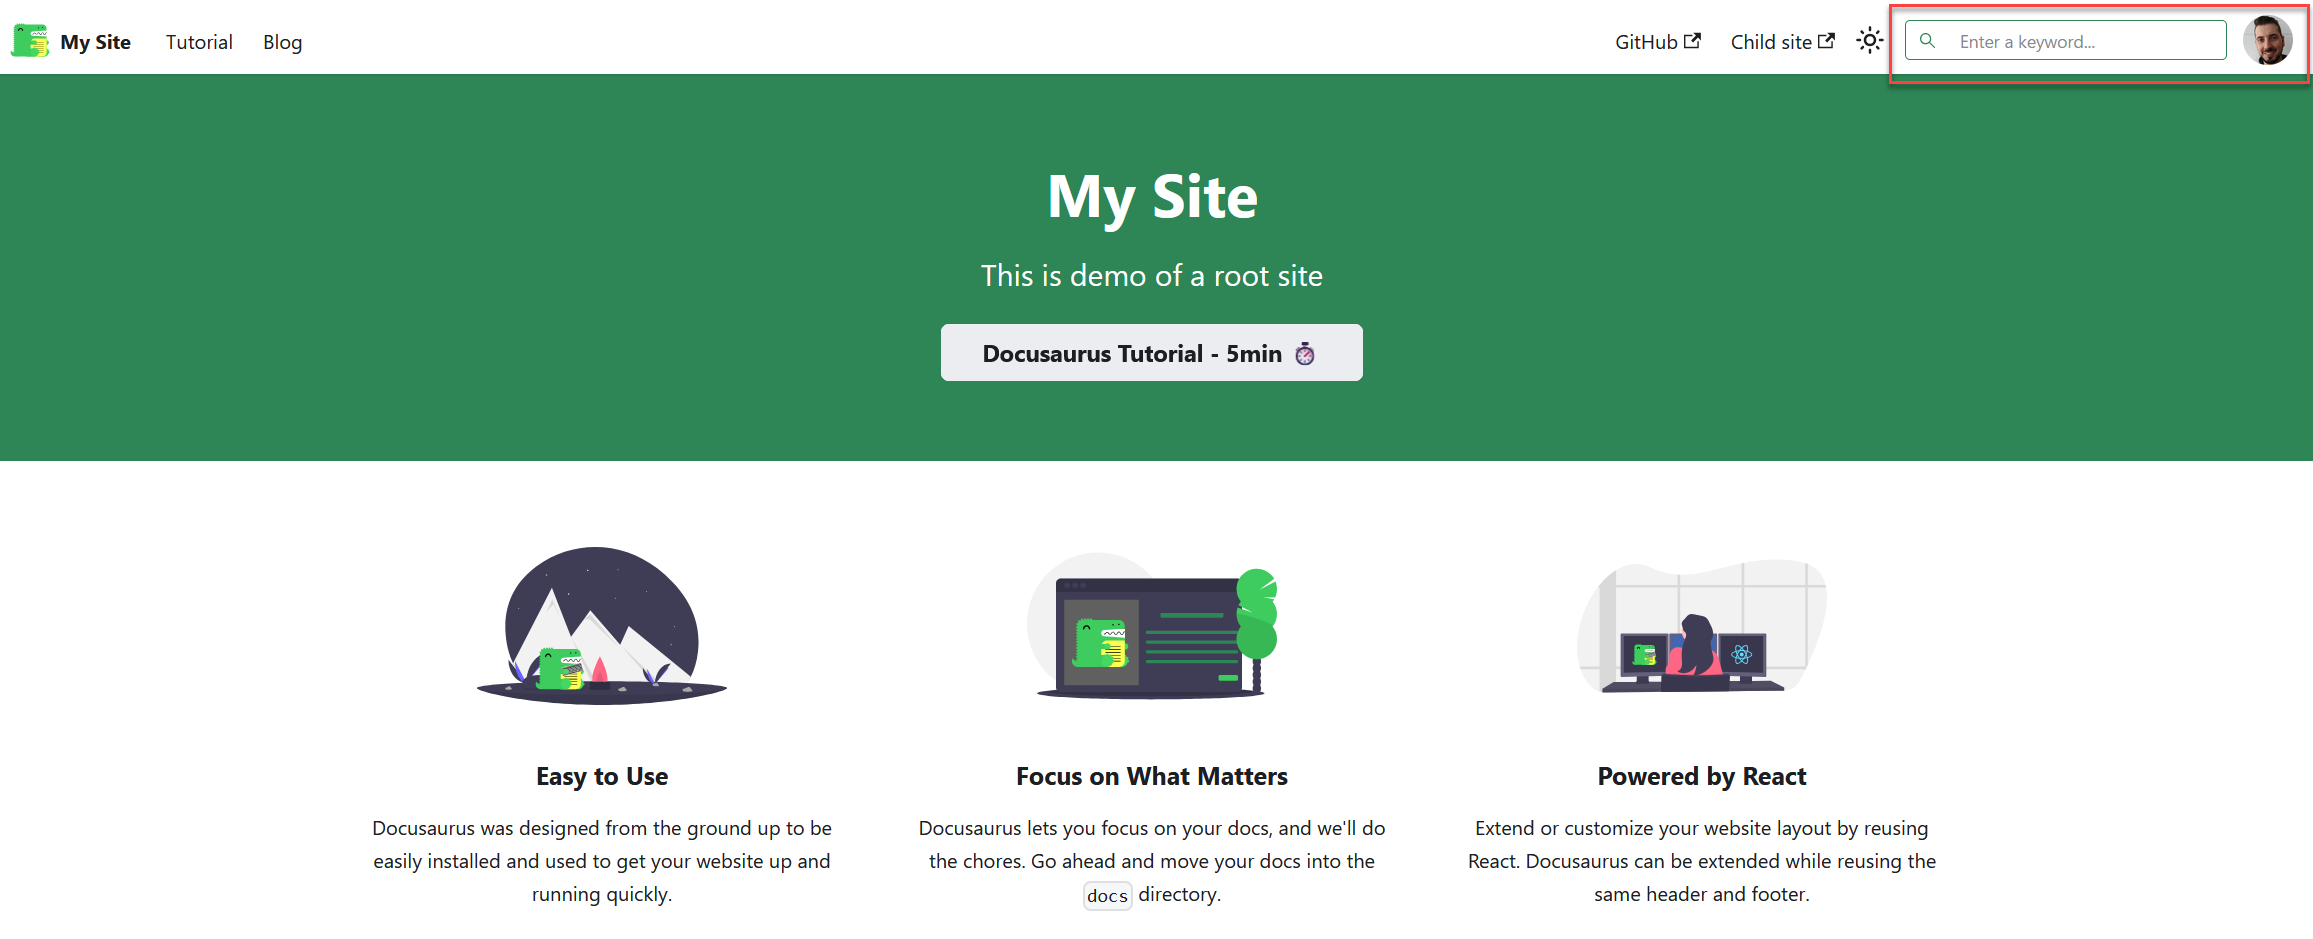 My Site
Tutorial
Blog
GitHub
Child site
Enter a keyword...
My Site
This is demo of a root site
Docusaurus Tutorial - 5min ⏱️
Easy to Use
Docusaurus was designed from the ground up to be
easily installed and used to get your website up and
running quickly.
Focus on What Matters
Docusaurus lets you focus on your docs, and we'll do
the chores. Go ahead and move your docs into the
docs directory.
Powered by React
Extend or customize your website layout by reusing
React. Docusaurus can be extended while reusing the
same header and footer.